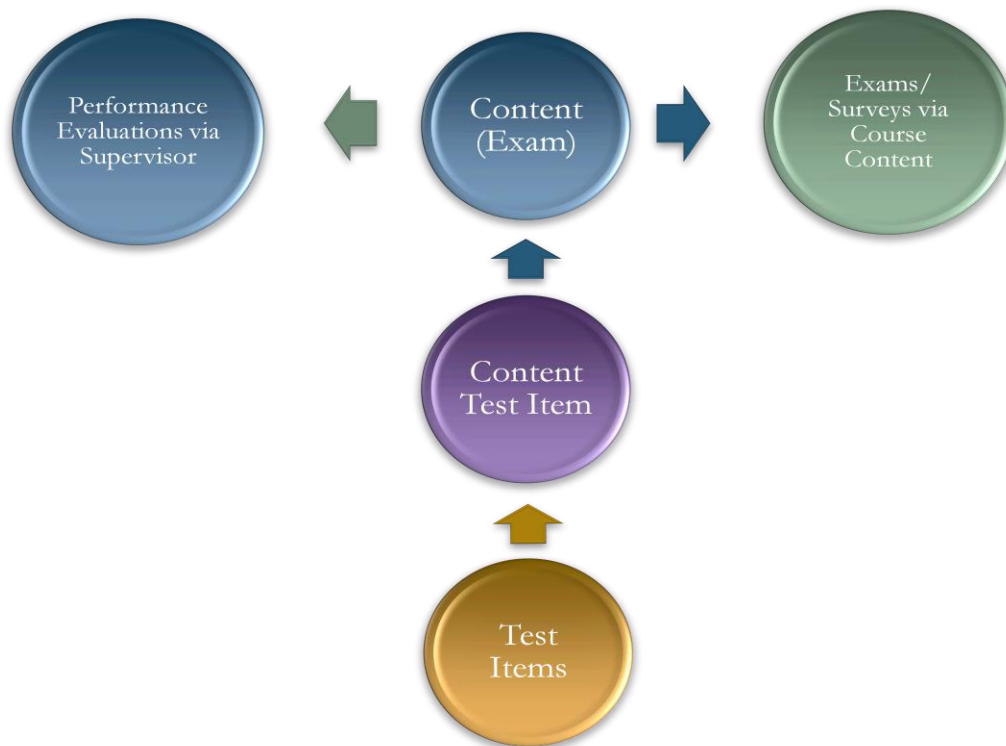 Performance
Evaluations via
Supervisor
Content
(Exam)
Exams/
Surveys via
Course
Content
Content
Test Item
Test
Items